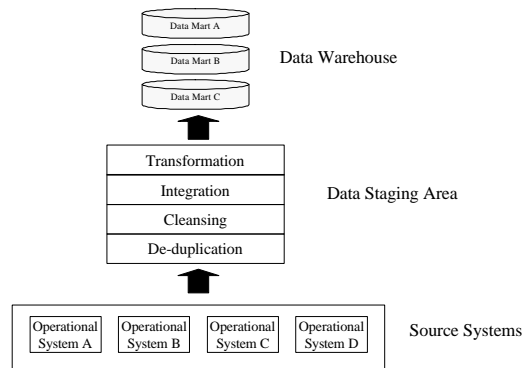 Data Mart A
Data Mart B
Data Warehouse
Data Mart C
Transformation
Integration
Data Staging Area
Cleansing
De-duplication
Operational
System A
Operational
System B
Operational
System C
Operational
System D
Source Systems